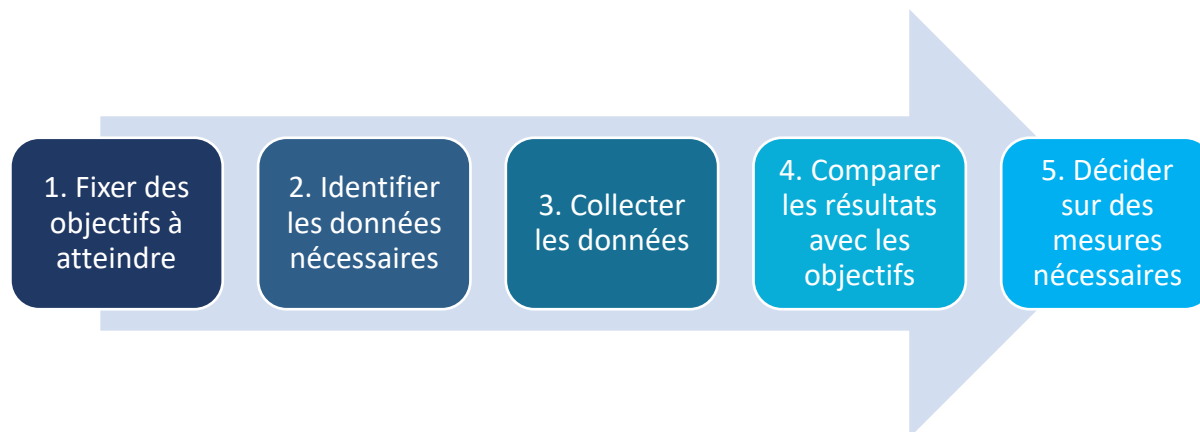 1. Fixer des
objectifs à
atteindre
2. Identifier
les données
nécessaires
3. Collecter
les données
4. Comparer
les résultats
avec les
objectifs
5. Décider
sur des
mesures
nécessaires